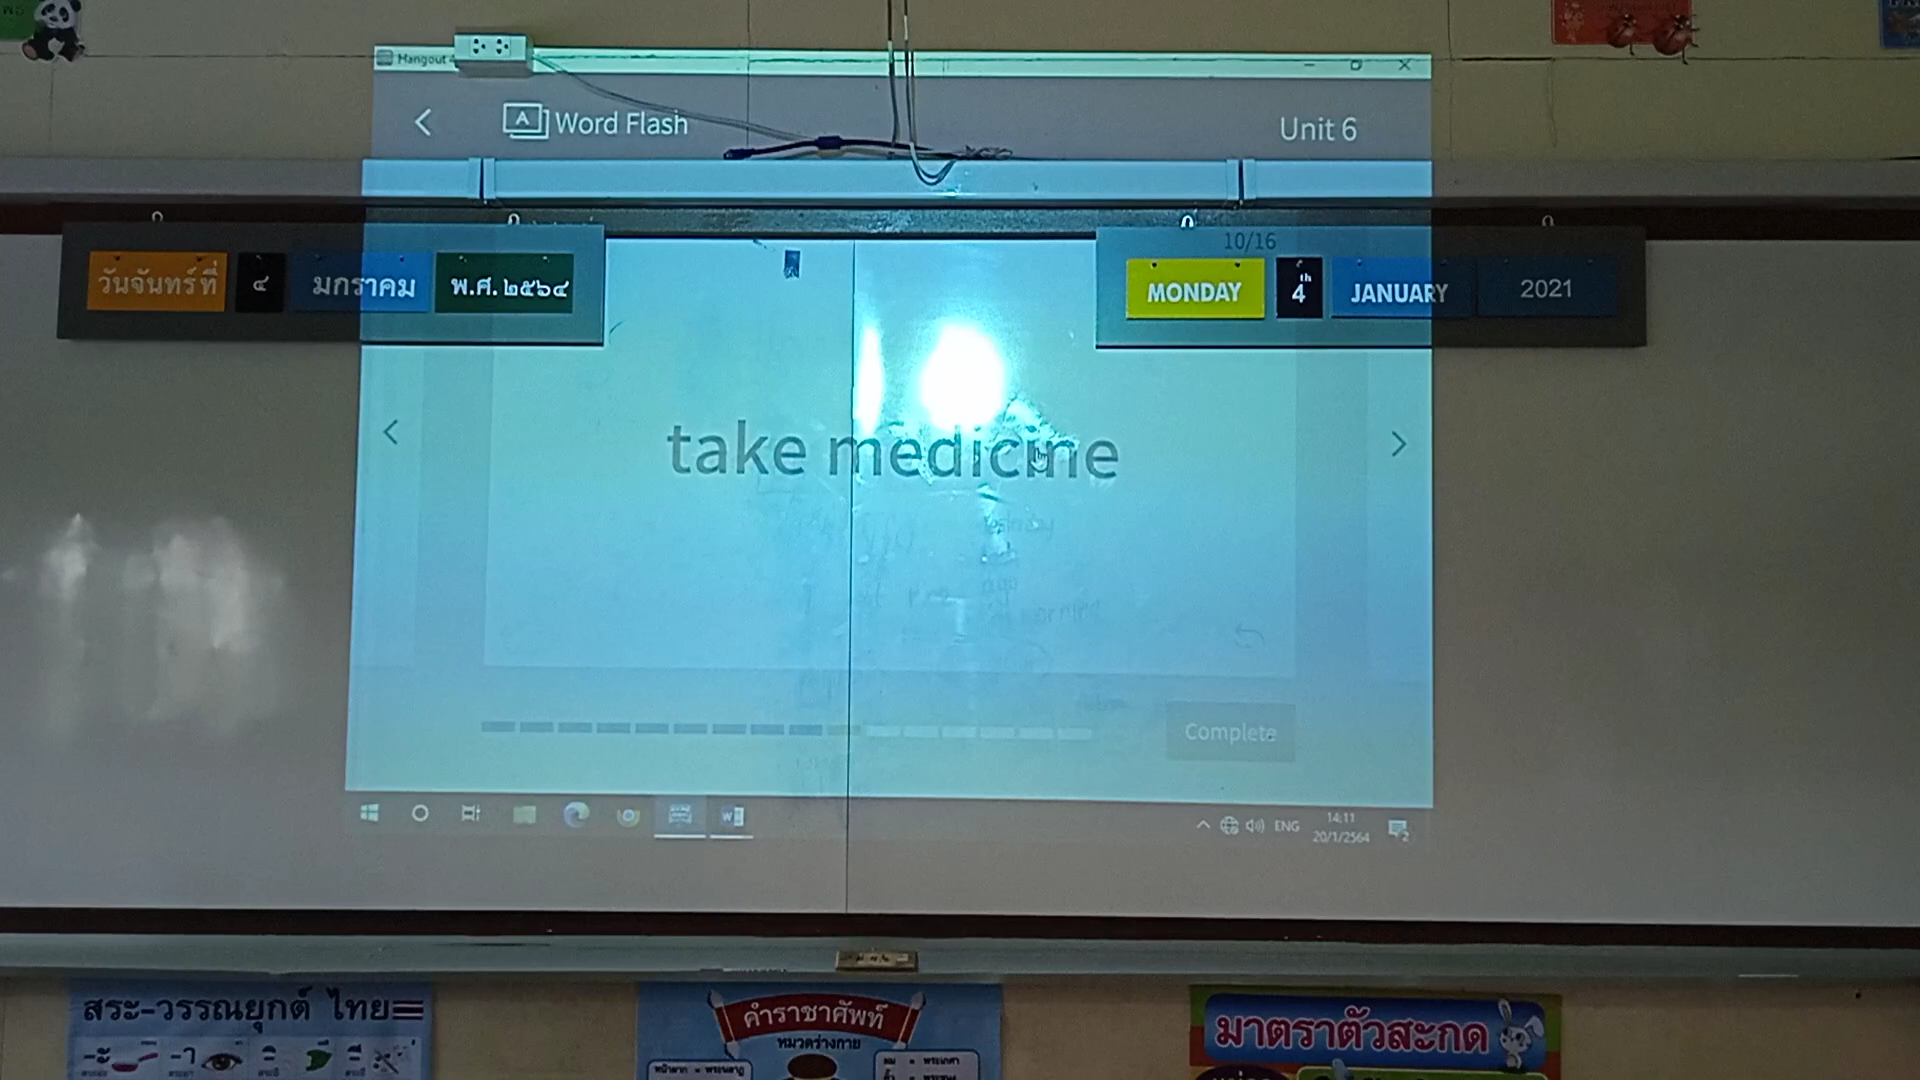 Hangout
Word Flash
Unit 6
10/16
วันจันทร์ที่ ๔ มกราคม พ.ศ. ๒๕๖๔
MONDAY 4th JANUARY 2021
take medicine
Complete
ENG
14:11
20/1/2564
สระ-วรรณยุกต์ ไทย
คำราชาศัพท์
หมวดร่างกาย
มาตราตัวสะกด